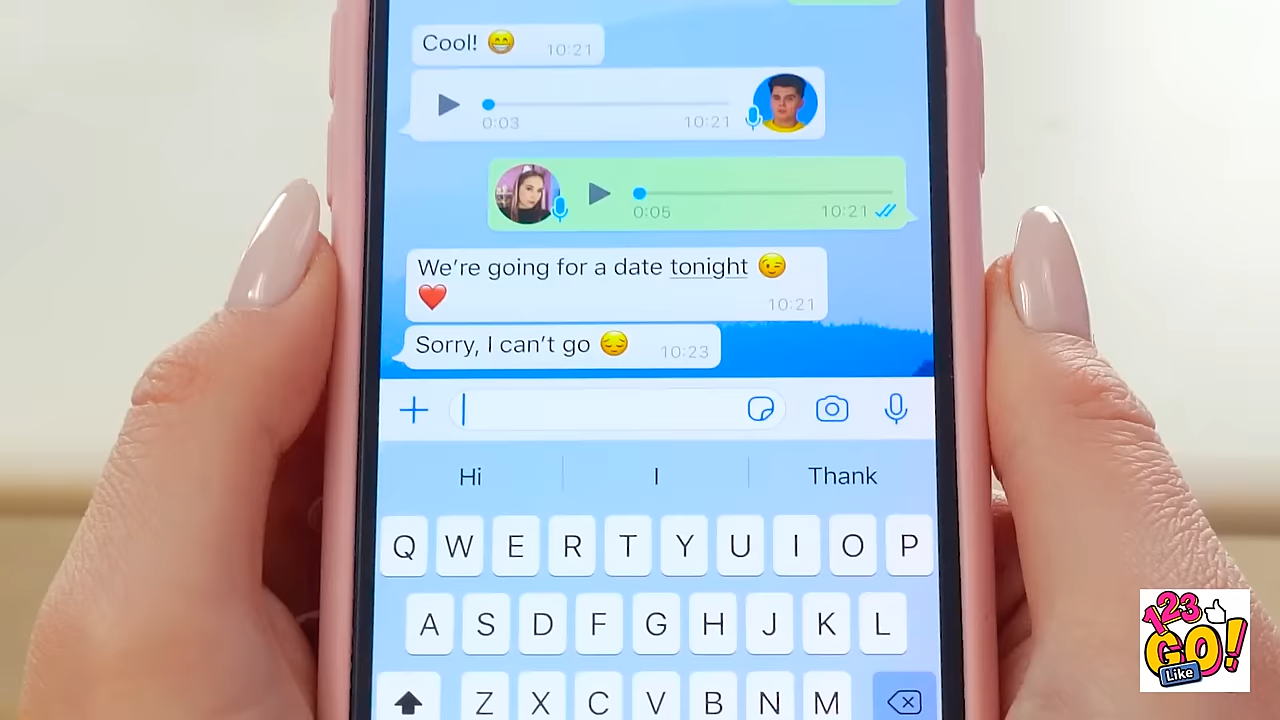 Cool! 😁 10:21
0:03 10:21
0:05 10:21
We’re going for a date tonight 😉
❤️ 10:21
Sorry, I can’t go 😔 10:23
Hi I Thank
Q W E R T Y U I O P
A S D F G H J K L
Z X C V B N M
123
GO!
Like